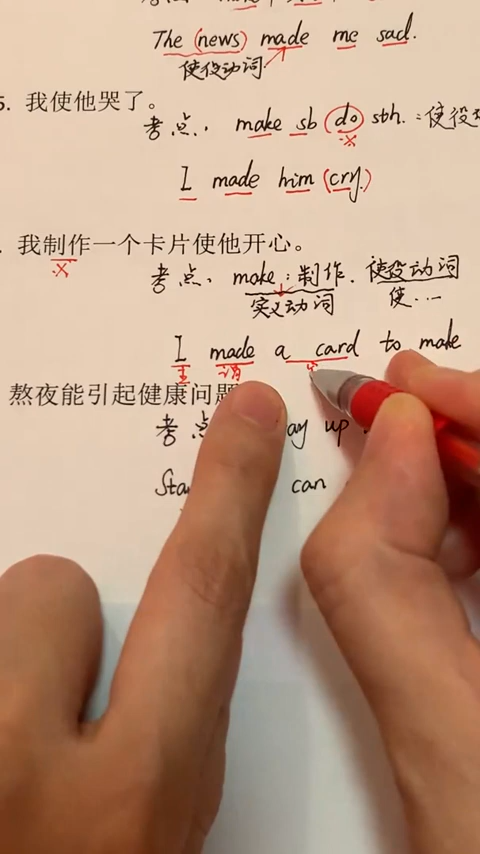 The (news) made me sad.
使役动词
5. 我使他哭了。
考点. make sb (do) sth. : 使役
I made him (cry.)
. 我制作一个卡片使他开心。
考点. make : 制作. 使役动词
实义动词 使...
I made a card to make
主 谓
熬夜能引起健康问题
考点 ay up
Sta can